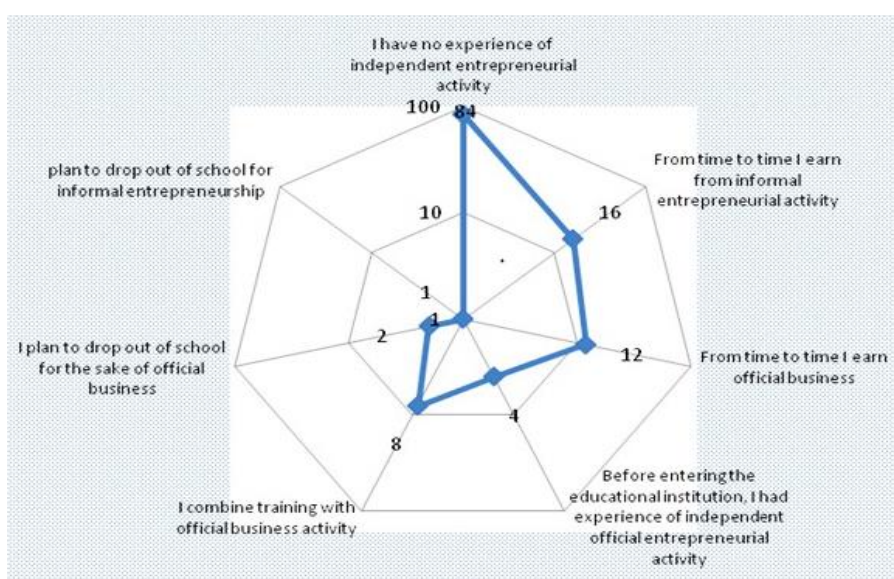 I have no experience of
independent entrepreneurial
activity
100
84
From time to time I earn
from informal
entrepreneurial activity
16
plan to drop out of school for
informal entrepreneurship
10
1
1
2
I plan to drop out of school
for the sake of official
business
12
From time to time I earn
official business
4
8
Before entering the
educational institution, I had
experience of independent
official entrepreneurial
activity
I combine training with
official business activity